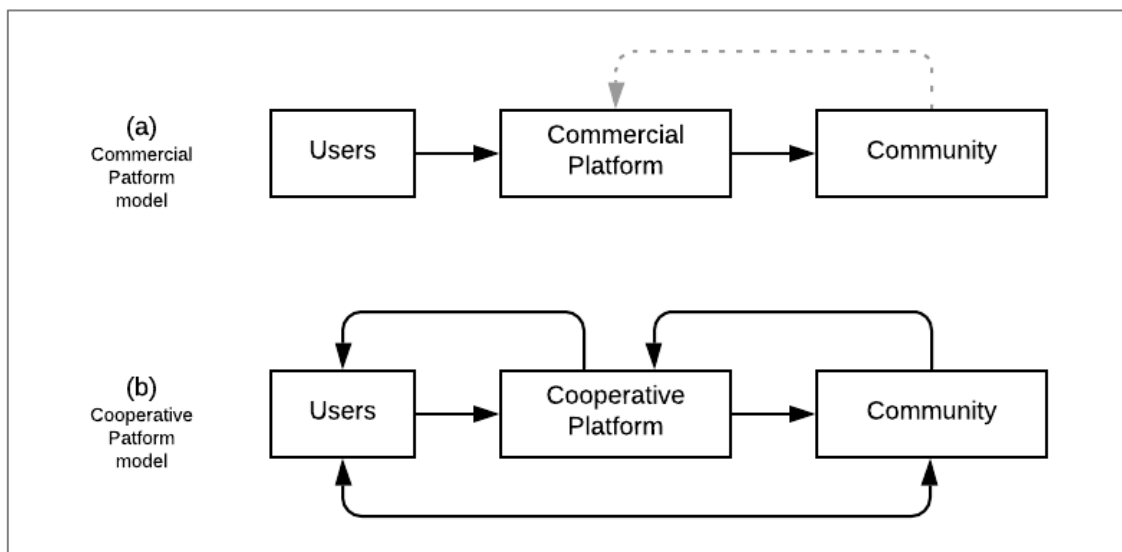 (a)
Commercial
Patform
model
Users
Commercial
Platform
Community
(b)
Cooperative
Patform
model
Users
Cooperative
Platform
Community